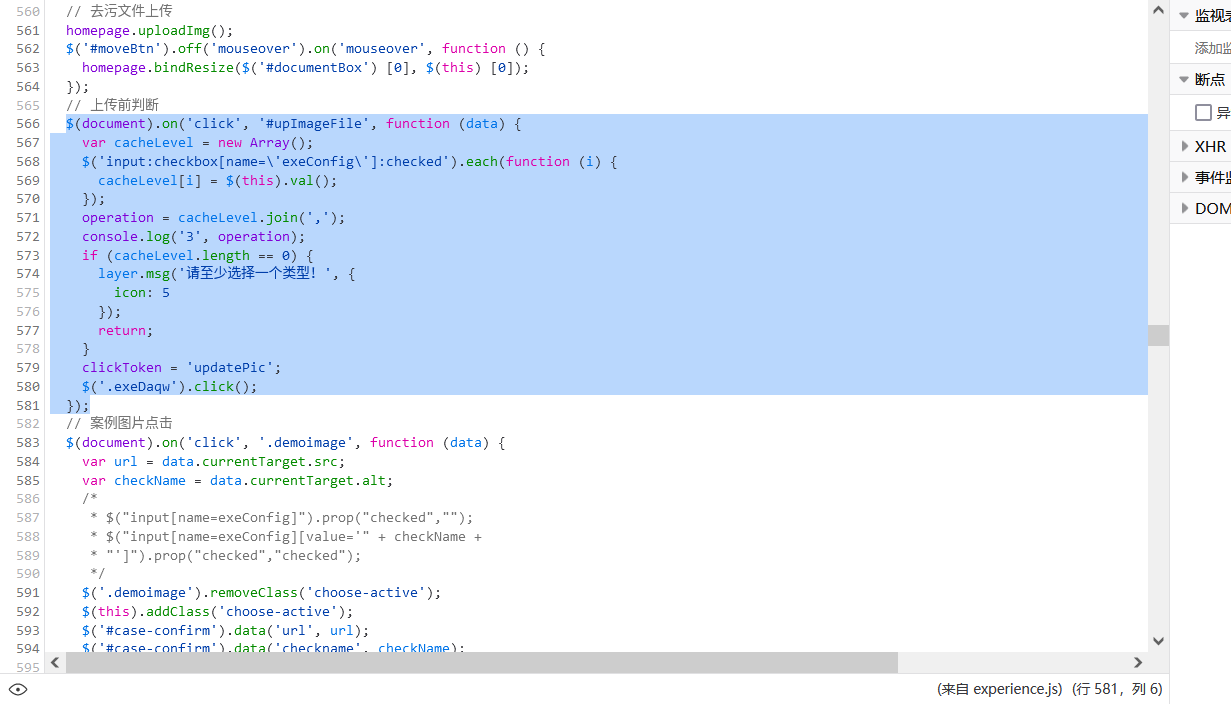 560 // 去污文件上传
561 homepage.uploadImg();
562 $('#moveBtn').off('mouseover').on('mouseover', function () {
563 homepage.bindResize($('#documentBox') [0], $(this) [0]);
564 });
565 // 上传前判断
566 $(document).on('click', '#upImageFile', function (data) {
567 var cacheLevel = new Array();
568 $('input:checkbox[name=\'exeConfig\']:checked').each(function (i) {
569 cacheLevel[i] = $(this).val();
570 });
571 operation = cacheLevel.join(',');
572 console.log('3', operation);
573 if (cacheLevel.length == 0) {
574 layer.msg('请至少选择一个类型！', {
575 icon: 5
576 });
577 return;
578 }
579 clickToken = 'updatePic';
580 $('.exeDaqw').click();
581 });
582 // 案例图片点击
583 $(document).on('click', '.demoimage', function (data) {
584 var url = data.currentTarget.src;
585 var checkName = data.currentTarget.alt;
586 /*
587 * $("input[name=exeConfig]").prop("checked","");
588 * $("input[name=exeConfig][value='" + checkName +
589 * "']").prop("checked","checked");
590 */
591 $('.demoimage').removeClass('choose-active');
592 $(this).addClass('choose-active');
593 $('#case-confirm').data('url', url);
594 $('#case-confirm').data('checkname', checkName);
595
(来自 experience.js) (行 581，列 6)
监视表
添加监
断点
异
XHR
事件监
DOM